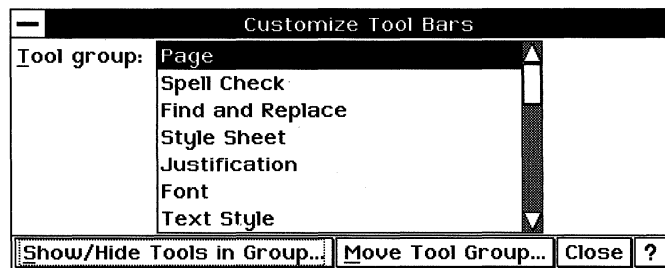 Customize Tool Bars
Tool group: Page
Spell Check
Find and Replace
Style Sheet
Justification
Font
Text Style
Show/Hide Tools in Group... Move Tool Group... Close ?